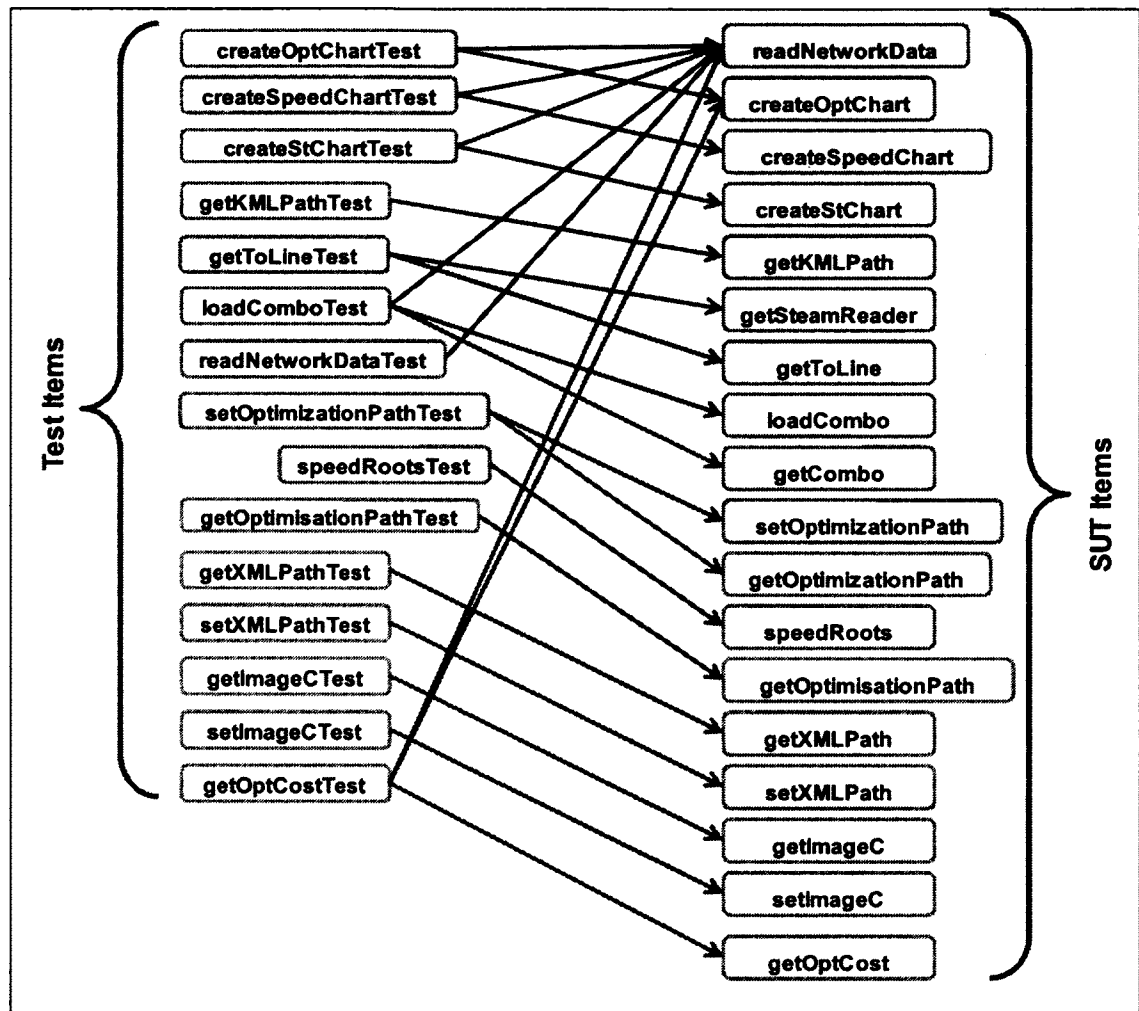 Test Items
createOptChartTest
createSpeedChartTest
createStChartTest
getKMLPathTest
getToLineTest
loadComboTest
readNetworkDataTest
setOptimizationPathTest
speedRootsTest
getOptimisationPathTest
getXMLPathTest
setXMLPathTest
getImageCTest
setImageCTest
getOptCostTest
readNetworkData
createOptChart
createSpeedChart
createStChart
getKMLPath
getSteamReader
getToLine
loadCombo
getCombo
setOptimizationPath
getOptimizationPath
speedRoots
getOptimisationPath
getXMLPath
setXMLPath
getImageC
setImageC
getOptCost
SUT Items